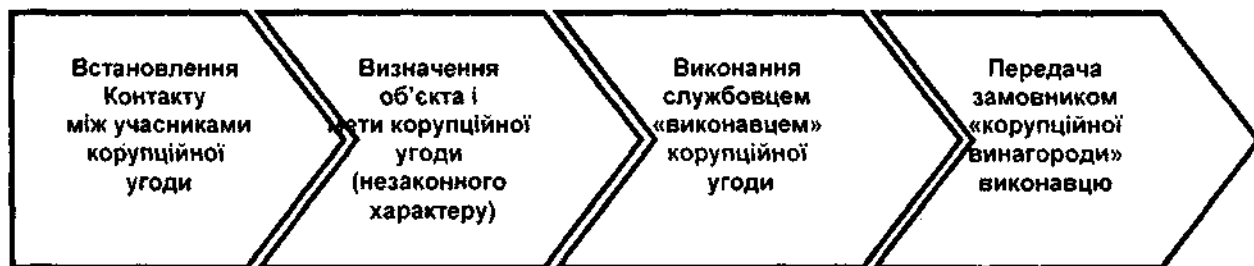 Встановлення
Контакту
між учасниками
корупційної
угоди
Визначення
об'єкта і
мети корупційної
угоди
(незаконного
характеру)
Виконання
службовцем
«виконавцем»
корупційної
угоди
Передача
замовником
«корупційної
винагороди»
виконавцю